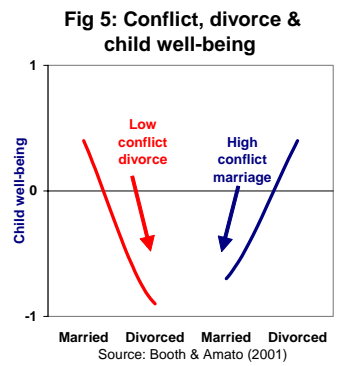 Fig 5: Conflict, divorce &
child well-being
Child well-being
1
0
-1
Low
conflict
divorce
High
conflict
marriage
Married Divorced Married Divorced
Source: Booth & Amato (2001)